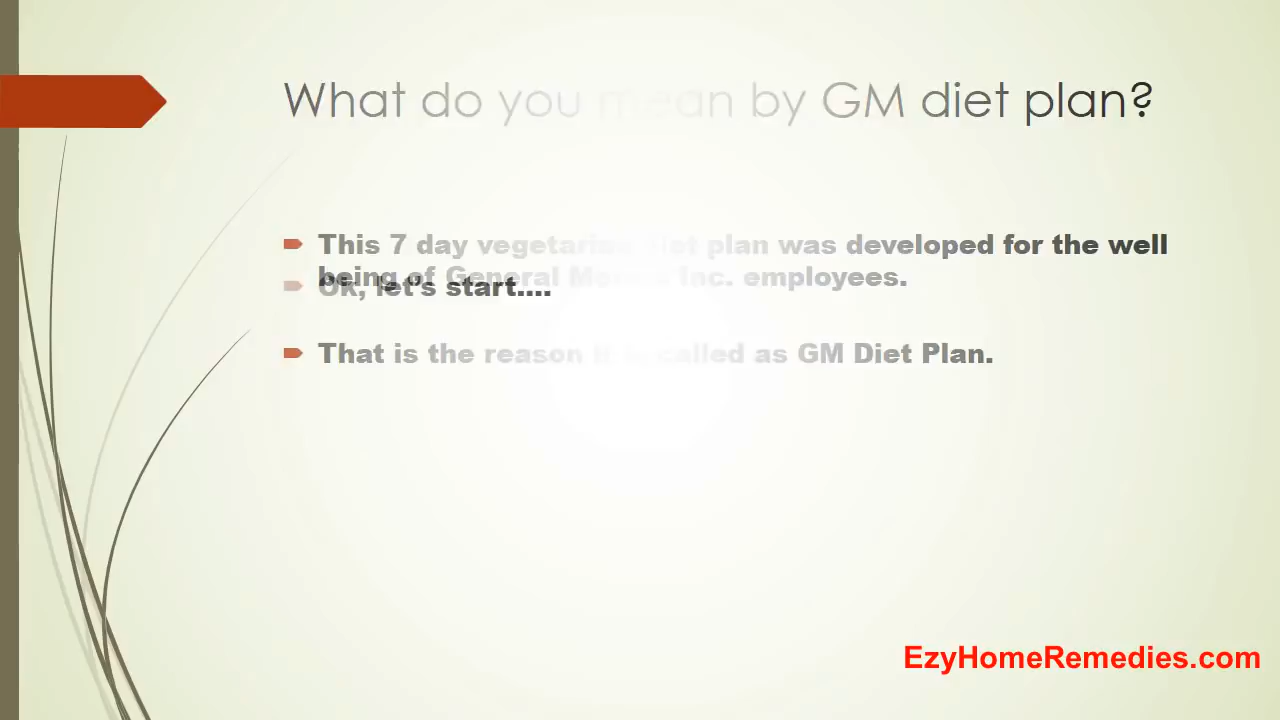 What do you mean by GM diet plan?
This 7 day vegetarian diet plan was developed for the well
being of General Motors Inc. employees.
Ok, let's start....
That is the reason it is called as GM Diet Plan.
EzyHomeRemedies.com